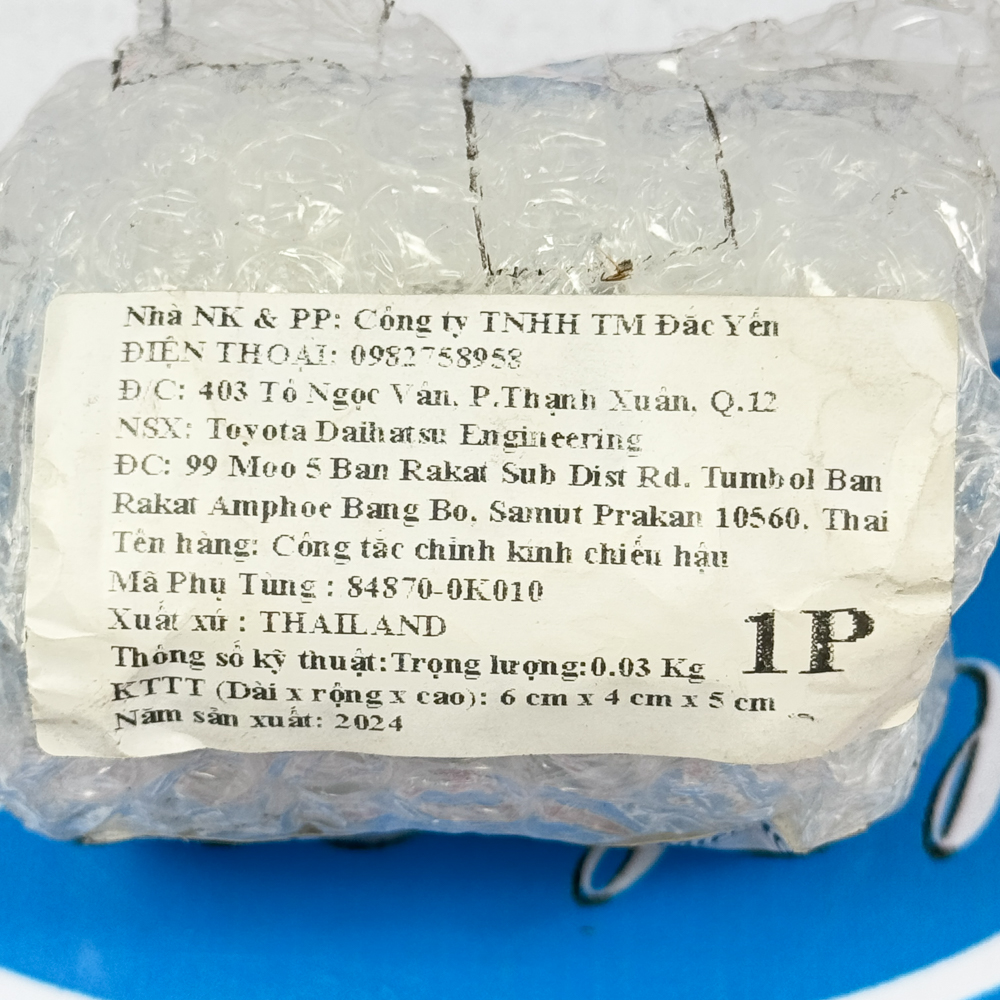 Nhà NK & PP: Công ty TNHH TM Đắc Yến
ĐIỆN THOẠI: 0982758958
Đ/C: 403 Tô Ngọc Vân, P.Thạnh Xuân, Q.12
NSX: Toyota Daihatsu Engineering
ĐC: 99 Moo 5 Ban Rakat Sub Dist Rd. Tumbol Ban
Rakat Amphoe Bang Bo, Samut Prakan 10560, Thai
Tên hàng: Công tắc chỉnh kính chiếu hậu
Mã Phụ Tùng : 84870-0K010
Xuất xứ : THAILAND
1P
Thông số kỹ thuật:Trọng lượng:0.03 Kg
KTTT (Dài x rộng x cao): 6 cm x 4 cm x 5 cm
Năm sản xuất: 2024